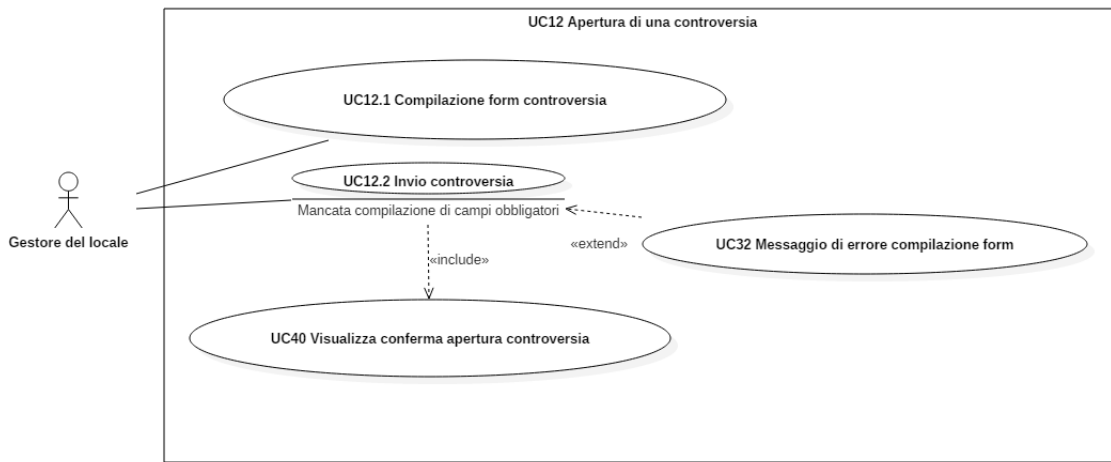 UC12 Apertura di una controversia
UC12.1 Compilazione form controversia
UC12.2 Invio controversia
Mancata compilazione di campi obbligatori
Gestore del locale
«extend»
UC32 Messaggio di errore compilazione form
«include»
UC40 Visualizza conferma apertura controversia